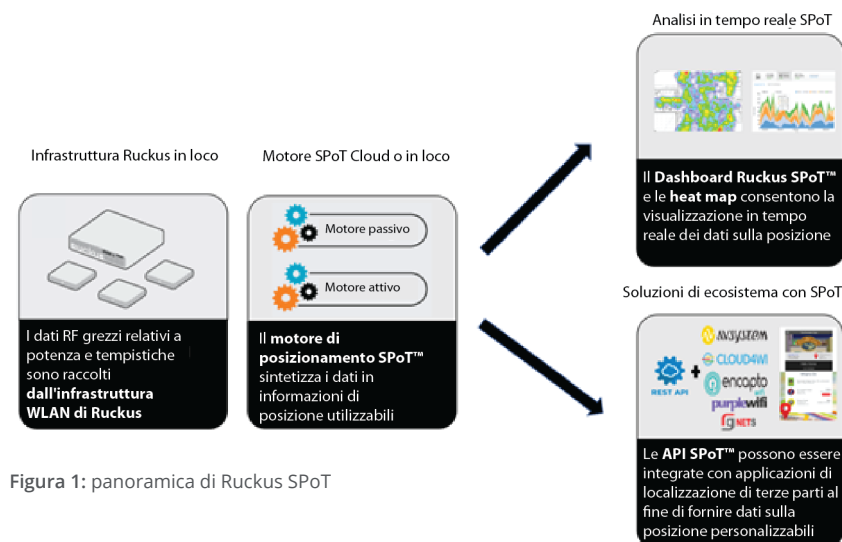 Analisi in tempo reale SPoT
Il Dashboard Ruckus SPoT™
e le heat map consentono la
visualizzazione in tempo
reale dei dati sulla posizione
Infrastruttura Ruckus in loco
I dati RF grezzi relativi a
potenza e tempistiche
sono raccolti
dall'infrastruttura
WLAN di Ruckus
Motore SPoT Cloud o in loco
Motore passivo
Motore attivo
Il motore di
posizionamento SPoT™
sintetizza i dati in
informazioni di
posizione utilizzabili
Soluzioni di ecosistema con SPoT
REST API
+
AVSYSTEM
CLOUD4WI
encapto
wifi
purplewifi
GNETS
Le API SPoT™ possono essere
integrate con applicazioni di
localizzazione di terze parti al
fine di fornire dati sulla
posizione personalizzabili
Figura 1: panoramica di Ruckus SPoT